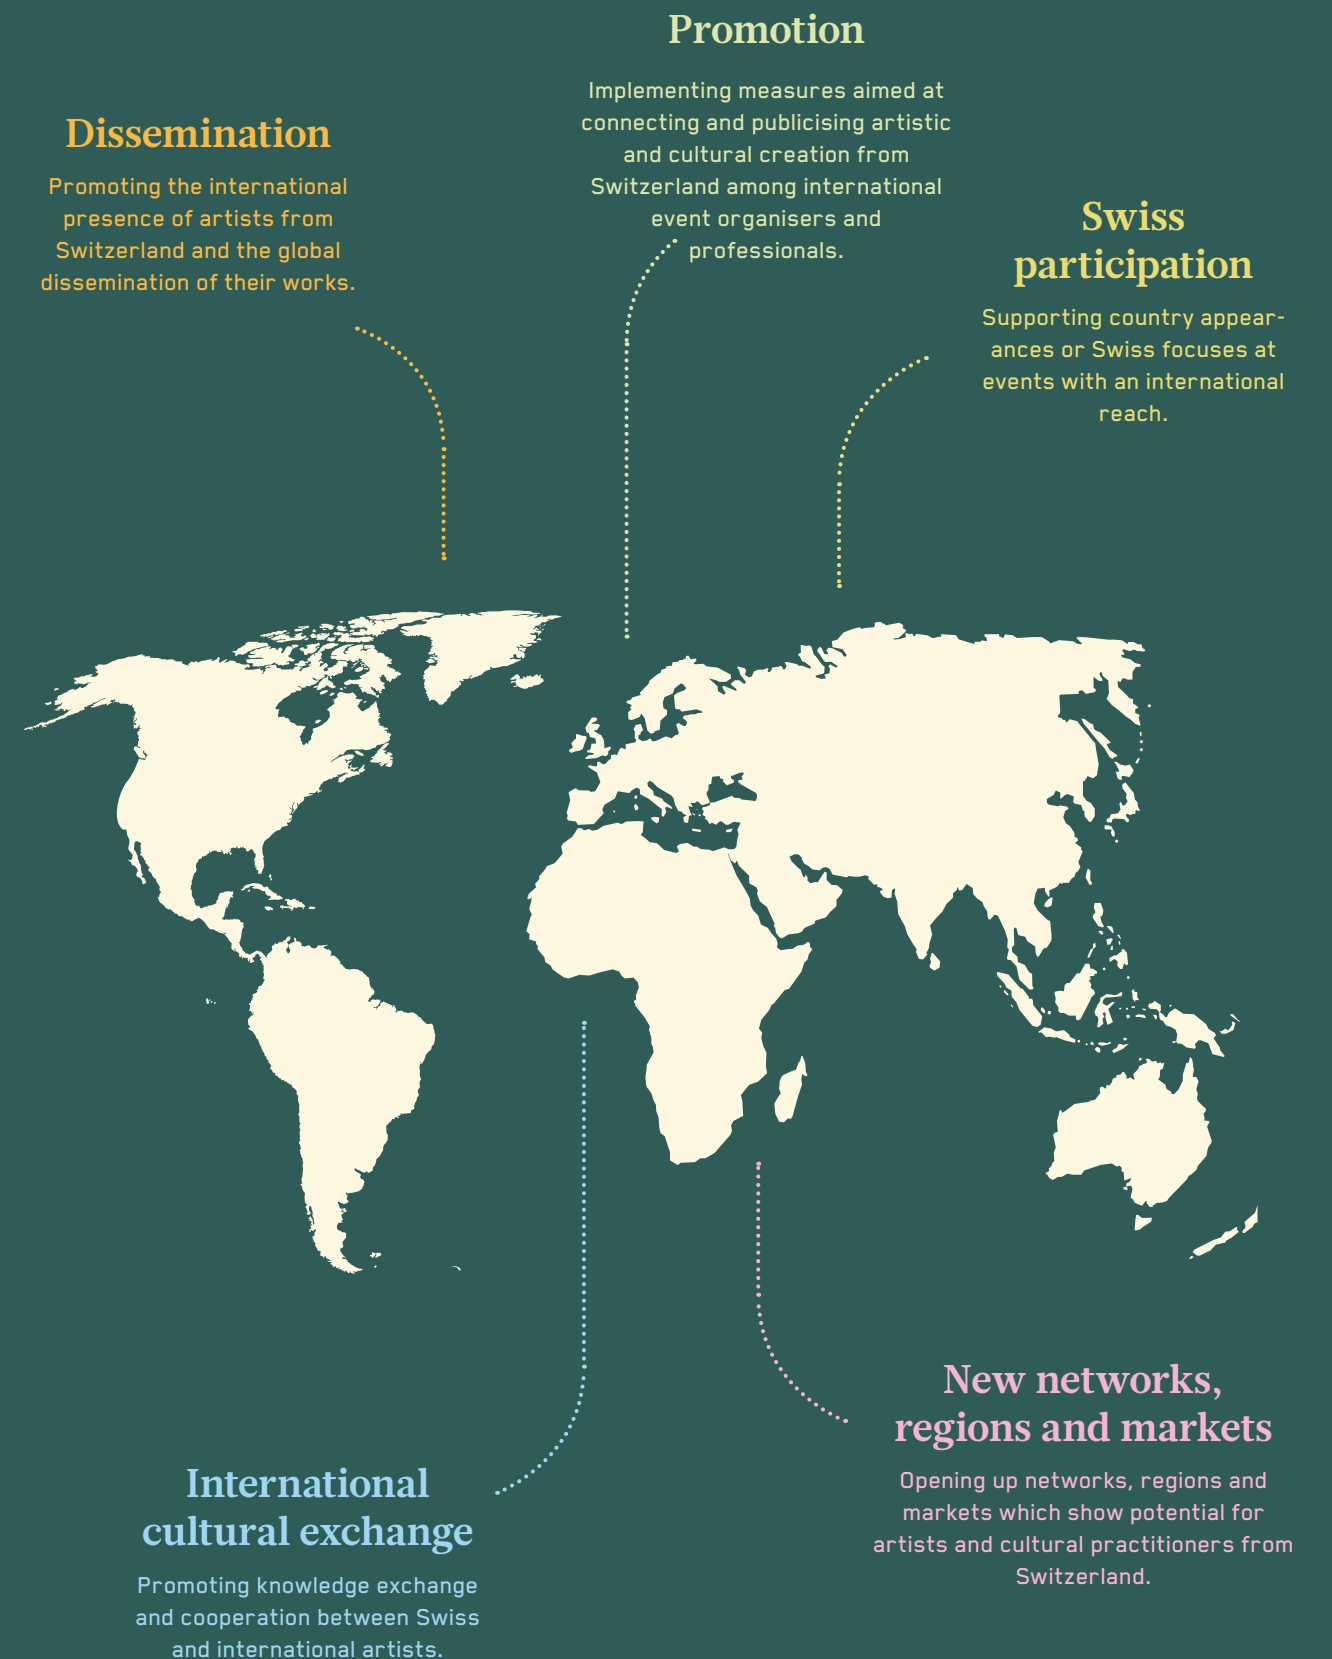 Promotion
Implementing measures aimed at
connecting and publicising artistic
and cultural creation from
Switzerland among international
event organisers and
professionals.
Dissemination
Promoting the international
presence of artists from
Switzerland and the global
dissemination of their works.
Swiss
participation
Supporting country appear-
ances or Swiss focuses at
events with an international
reach.
New networks,
regions and markets
Opening up networks, regions and
markets which show potential for
artists and cultural practitioners from
Switzerland.
International
cultural exchange
Promoting knowledge exchange
and cooperation between Swiss
and international artists.